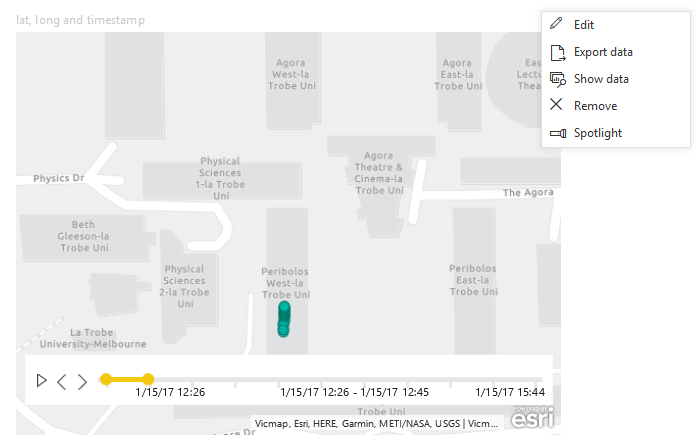 lat, long and timestamp
Edit
Export data
Show data
Remove
Spotlight
Agora
West-la
Trobe Uni
Agora
East-la
Trobe Uni
Eas
Lectu
Thea
Physical
Sciences
1-la Trobe
Uni
Agora
Theatre &
Cinema-la
Trobe Uni
Physics Dr
The Agora
Beth
Gleeson-la
Trobe Uni
Physical
Sciences
2-la Trobe
Uni
Peribolos
West-la
Trobe Uni
Peribolos
East-la
Trobe Uni
La Trobe
University-Melbourne
1/15/17 12:26
1/15/17 12:26 - 1/15/17 12:45
1/15/17 15:44
Trobe Uni
POWERED BY
esri
Vicmap, Esri, HERE, Garmin, METI/NASA, USGS | Vicm...
ce Dr